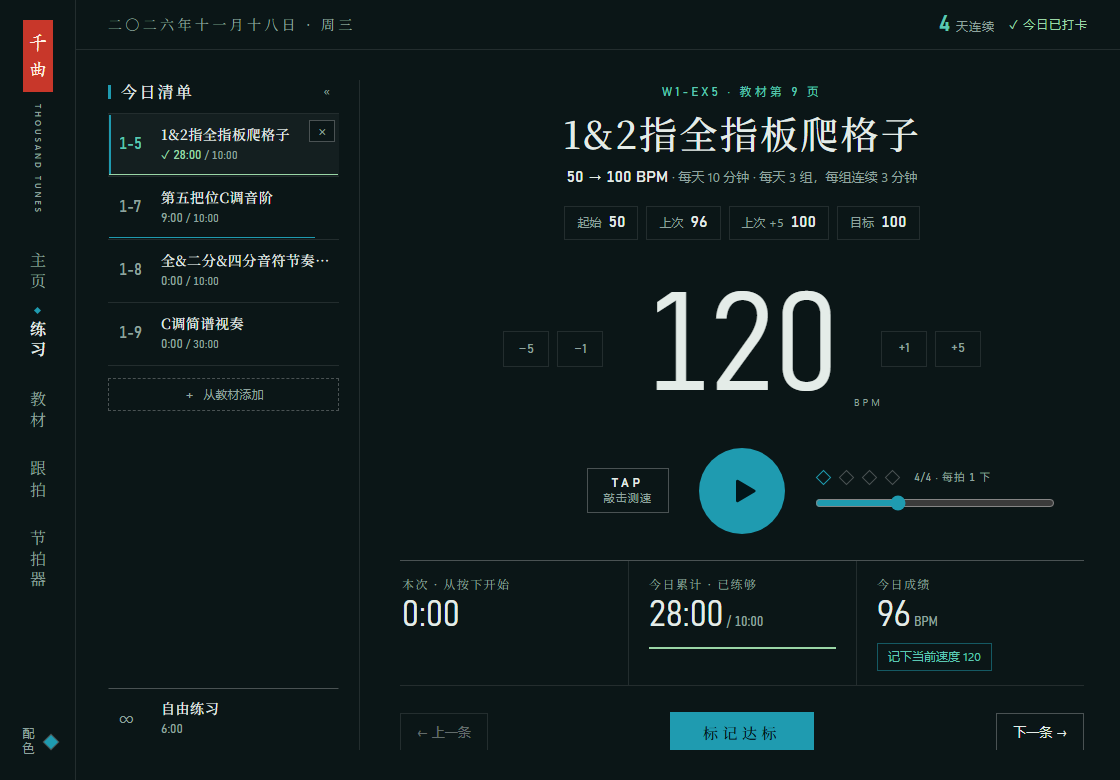 千曲
THOUSAND TUNES
主页
练习
教材
跟拍
节拍器
配色
二〇二六年十一月十八日 · 周三
4 天连续 ✓ 今日已打卡
今日清单 «
1-5 1&2指全指板爬格子 ×
✓ 28:00 / 10:00
1-7 第五把位C调音阶
9:00 / 10:00
1-8 全&二分&四分音符节奏…
0:00 / 10:00
1-9 C调简谱视奏
0:00 / 30:00
+ 从教材添加
∞ 自由练习
6:00
W1-EX5 · 教材第 9 页
1&2指全指板爬格子
50 → 100 BPM · 每天 10 分钟 · 每天 3 组，每组连续 3 分钟
起始 50 上次 96 上次 +5 100 目标 100
−5 −1 120 BPM +1 +5
TAP
敲击测速
4/4 · 每拍 1 下
本次 · 从按下开始
0:00
今日累计 · 已练够
28:00 / 10:00
今日成绩
96 BPM
记下当前速度 120
← 上一条 标记达标 下一条 →